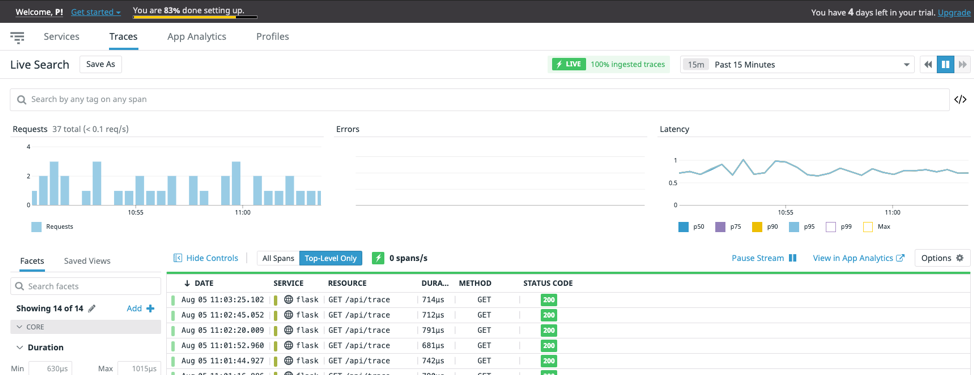 Welcome, P! Get started You are 83% done setting up. You have 4 days left in your trial. Upgrade
Services Traces App Analytics Profiles
Live Search Save As LIVE 100% ingested traces 15m Past 15 Minutes
Search by any tag on any span </>
Requests 37 total (< 0.1 req/s) Errors Latency
4
2
0
10:55 11:00
Requests
1
0.5
0
10:55 11:00
p50 p75 p90 p95 p99 Max
Facets Saved Views Hide Controls All Spans Top-Level Only 0 spans/s Pause Stream View in App Analytics Options
Search facets
Showing 14 of 14 Add
CORE
Duration
Min 630µs Max 1015µs
DATE SERVICE RESOURCE DURA... METHOD STATUS CODE
Aug 05 11:03:25.102 flask GET /api/trace 714µs GET 200
Aug 05 11:02:45.052 flask GET /api/trace 712µs GET 200
Aug 05 11:02:20.009 flask GET /api/trace 791µs GET 200
Aug 05 11:01:52.960 flask GET /api/trace 681µs GET 200
Aug 05 11:01:44.927 flask GET /api/trace 742µs GET 200